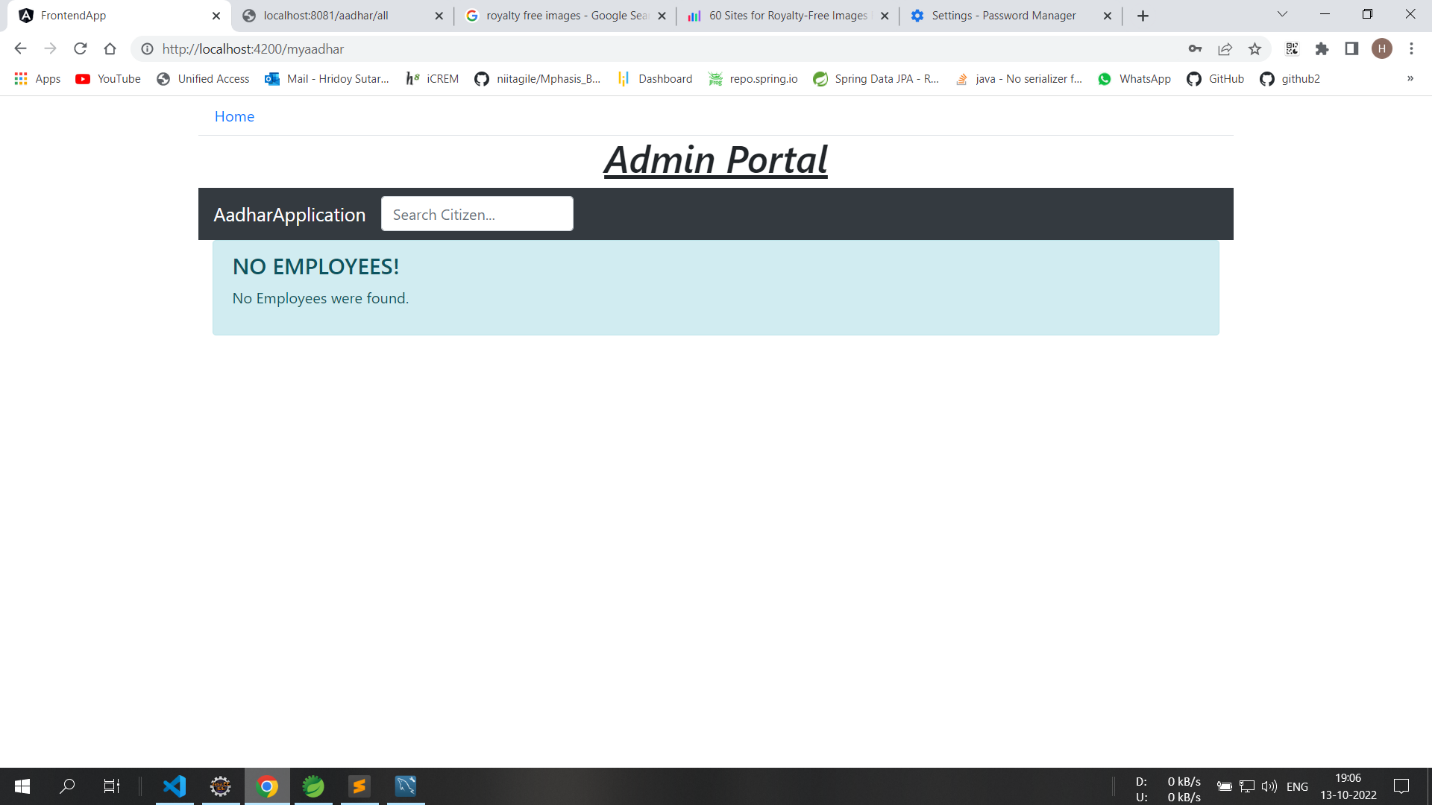 FrontendApp
localhost:8081/aadhar/all
royalty free images - Google Sea
60 Sites for Royalty-Free Images
Settings - Password Manager
http://localhost:4200/myaadhar
H
Apps
YouTube
Unified Access
Mail - Hridoy Sutar...
iCREM
niitagile/Mphasis_B...
Dashboard
repo.spring.io
Spring Data JPA - R...
java - No serializer f...
WhatsApp
GitHub
github2
»
Home
Admin Portal
AadharApplication
Search Citizen...
NO EMPLOYEES!
No Employees were found.
D: 0 kB/s
U: 0 kB/s
ENG
19:06
13-10-2022